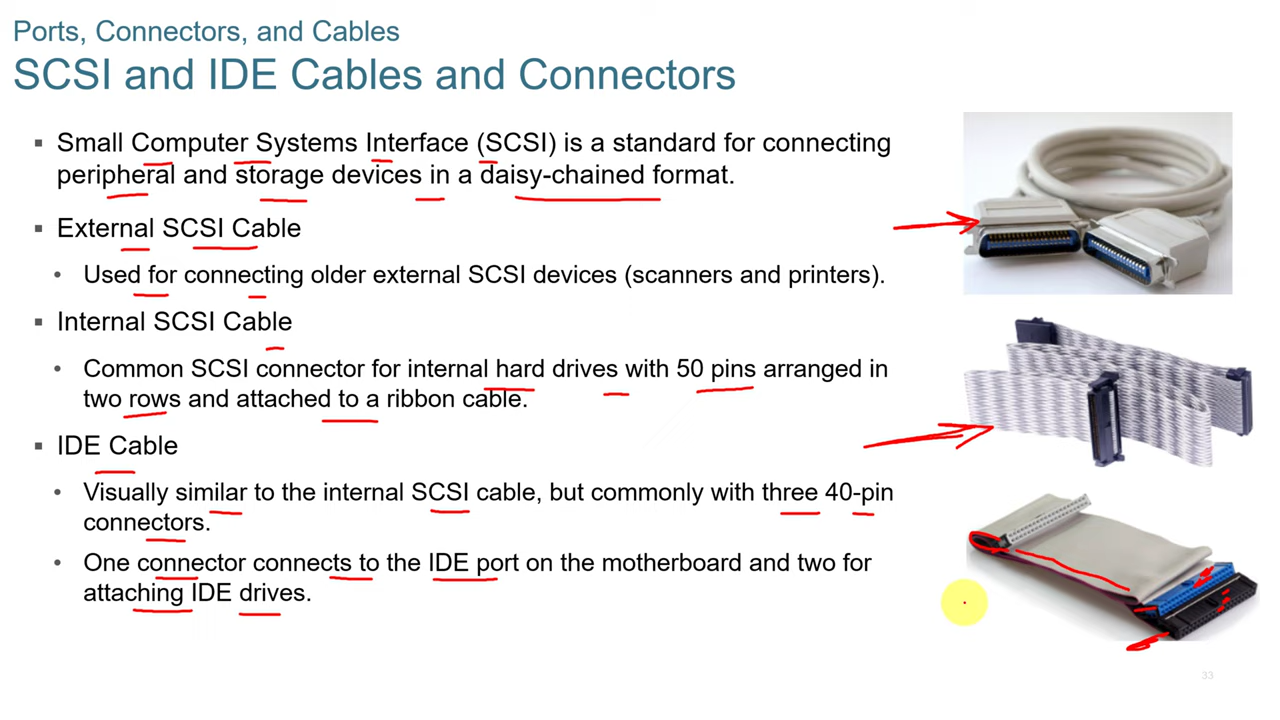 Ports, Connectors, and Cables
SCSI and IDE Cables and Connectors
▪ Small Computer Systems Interface (SCSI) is a standard for connecting
peripheral and storage devices in a daisy-chained format.
▪ External SCSI Cable
• Used for connecting older external SCSI devices (scanners and printers).
▪ Internal SCSI Cable
• Common SCSI connector for internal hard drives with 50 pins arranged in
two rows and attached to a ribbon cable.
▪ IDE Cable
• Visually similar to the internal SCSI cable, but commonly with three 40-pin
connectors.
• One connector connects to the IDE port on the motherboard and two for
attaching IDE drives.
33